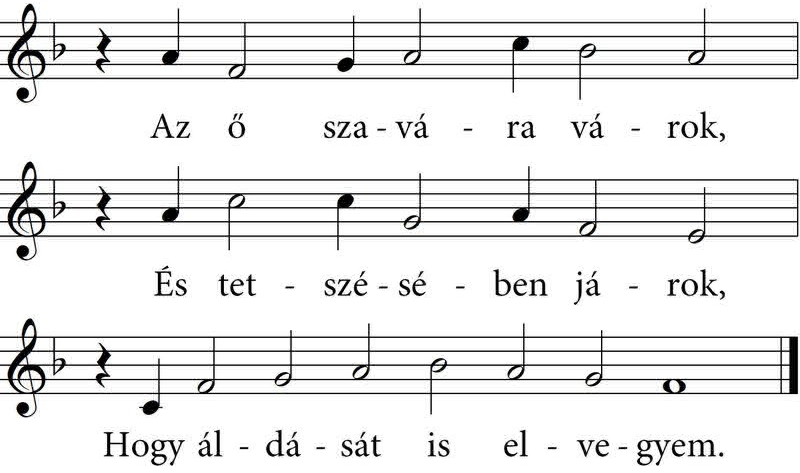 Az ő sza - vá - ra vá - rok,
És tet - szé - sé - ben já - rok,
Hogy ál - dá - sát is el - ve - gyem.